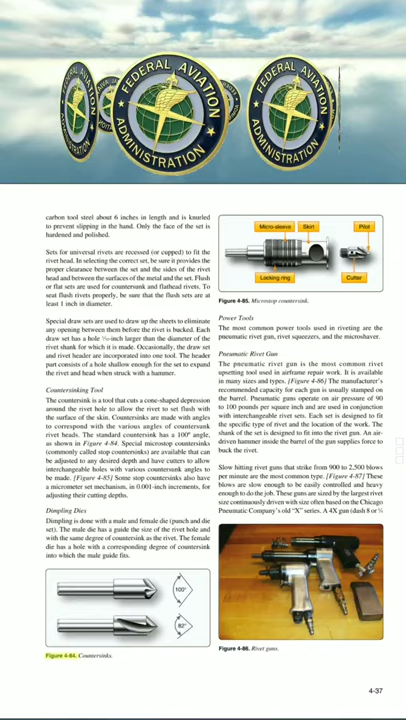 FEDERAL AVIATION
ADMINISTRATION
FEDERAL AVIATION
ADMINISTRATION
carbon tool steel about 6 inches in length and is knurled
to prevent slipping in the hand. Only the face of the set is
hardened and polished.
Sets for universal rivets are recessed (or cupped) to fit the
rivet head. In selecting the correct set, be sure it provides the
proper clearance between the set and the sides of the rivet
head and between the surfaces of the metal and the set. Flush
or flat sets are used for countersunk and flathead rivets. To
seat flush rivets properly, be sure that the flush sets are at
least 1 inch in diameter.
Special draw sets are used to draw up the sheets to eliminate
any opening between them before the rivet is bucked. Each
draw set has a hole 1⁄32-inch larger than the diameter of the
rivet shank for which it is made. Occasionally, the draw set
and rivet header are incorporated into one tool. The header
part consists of a hole shallow enough for the set to expand
the rivet and head when struck with a hammer.
Countersinking Tool
The countersink is a tool that cuts a cone-shaped depression
around the rivet hole to allow the rivet to set flush with
the surface of the skin. Countersinks are made with angles
to correspond with the various angles of countersunk
rivet heads. The standard countersink has a 100º angle,
as shown in Figure 4-84. Special microstop countersinks
(commonly called stop countersinks) are available that can
be adjusted to any desired depth and have cutters to allow
interchangeable holes with various countersunk angles to
be made. [Figure 4-85] Some stop countersinks also have
a micrometer set mechanism, in 0.001-inch increments, for
adjusting their cutting depths.
Dimpling Dies
Dimpling is done with a male and female die (punch and die
set). The male die has a guide the size of the rivet hole and
with the same degree of countersink as the rivet. The female
die has a hole with a corresponding degree of countersink
into which the male guide fits.
100°
82°
Figure 4-84. Countersinks.
Micro-sleeve Skirt Pilot
Locking ring Cutter
Figure 4-85. Microstop countersink.
Power Tools
The most common power tools used in riveting are the
pneumatic rivet gun, rivet squeezers, and the microshaver.
Pneumatic Rivet Gun
The pneumatic rivet gun is the most common rivet
upsetting tool used in airframe repair work. It is available
in many sizes and types. [Figure 4-86] The manufacturer's
recommended capacity for each gun is usually stamped on
the barrel. Pneumatic guns operate on air pressure of 90
to 100 pounds per square inch and are used in conjunction
with interchangeable rivet sets. Each set is designed to fit
the specific type of rivet and the location of the work. The
shank of the set is designed to fit into the rivet gun. An air-
driven hammer inside the barrel of the gun supplies force to
buck the rivet.
Slow hitting rivet guns that strike from 900 to 2,500 blows
per minute are the most common type. [Figure 4-87] These
blows are slow enough to be easily controlled and heavy
enough to do the job. These guns are sized by the largest rivet
size continuously driven with size often based on the Chicago
Pneumatic Company's old "X" series. A 4X gun (dash 8 or ¼
Figure 4-86. Rivet guns.
4-37